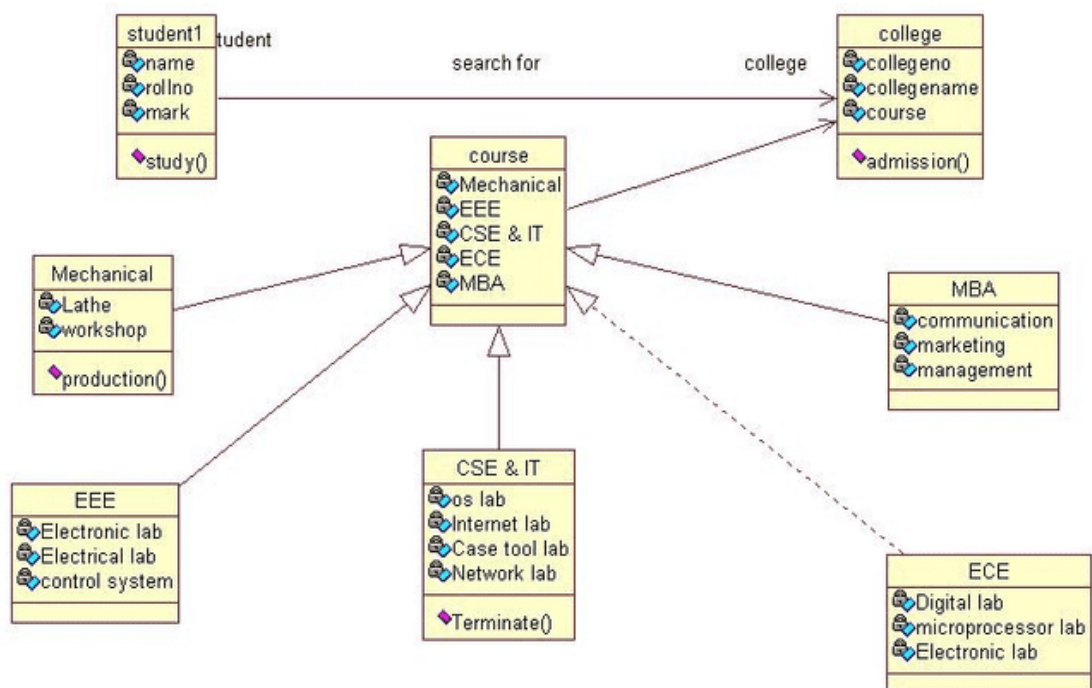 student1
tudent
name
rollno
mark
study()
search for
college
college
collegeno
collegename
course
admission()
course
Mechanical
EEE
CSE & IT
ECE
MBA
Mechanical
Lathe
workshop
production()
MBA
communication
marketing
management
EEE
Electronic lab
Electrical lab
control system
CSE & IT
os lab
Internet lab
Case tool lab
Network lab
Terminate()
ECE
Digital lab
microprocessor lab
Electronic lab